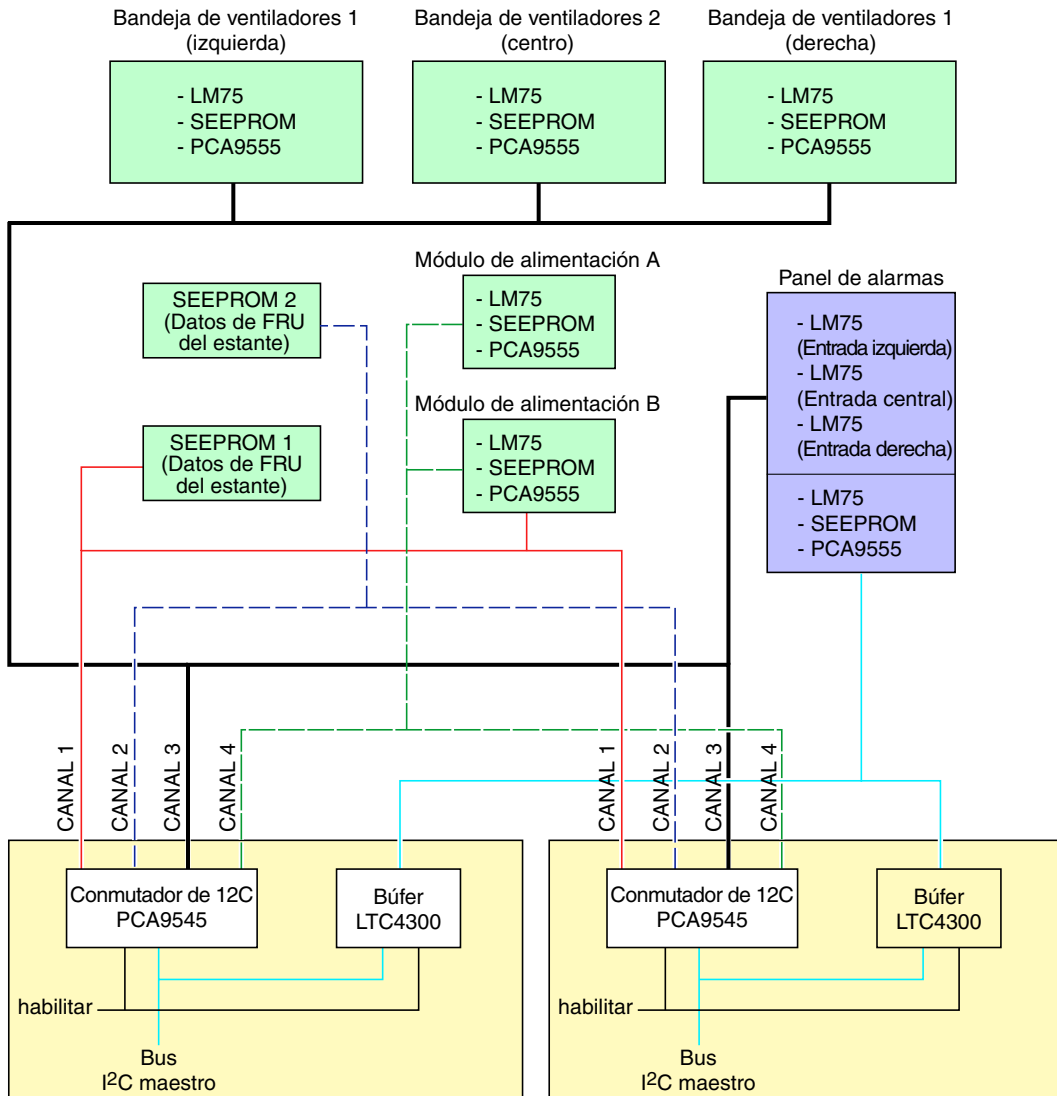 Bandeja de ventiladores 1
(izquierda)
- LM75
- SEEPROM
- PCA9555
Bandeja de ventiladores 2
(centro)
- LM75
- SEEPROM
- PCA9555
Bandeja de ventiladores 1
(derecha)
- LM75
- SEEPROM
- PCA9555
SEEPROM 2
(Datos de FRU
del estante)
Módulo de alimentación A
- LM75
- SEEPROM
- PCA9555
Panel de alarmas
- LM75
(Entrada izquierda)
- LM75
(Entrada central)
- LM75
(Entrada derecha)
- LM75
- SEEPROM
- PCA9555
SEEPROM 1
(Datos de FRU
del estante)
Módulo de alimentación B
- LM75
- SEEPROM
- PCA9555
CANAL 1
CANAL 2
CANAL 3
CANAL 4
CANAL 1
CANAL 2
CANAL 3
CANAL 4
Conmutador de 12C
PCA9545
Búfer
LTC4300
habilitar
Bus
I²C maestro
Conmutador de 12C
PCA9545
Búfer
LTC4300
habilitar
Bus
I²C maestro